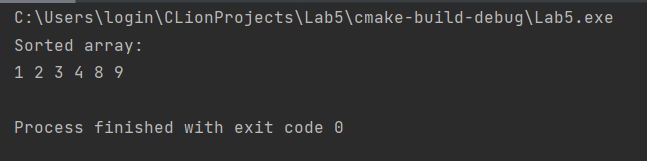 C:\Users\login\CLionProjects\Lab5\cmake-build-debug\Lab5.exe
Sorted array:
1 2 3 4 8 9
Process finished with exit code 0